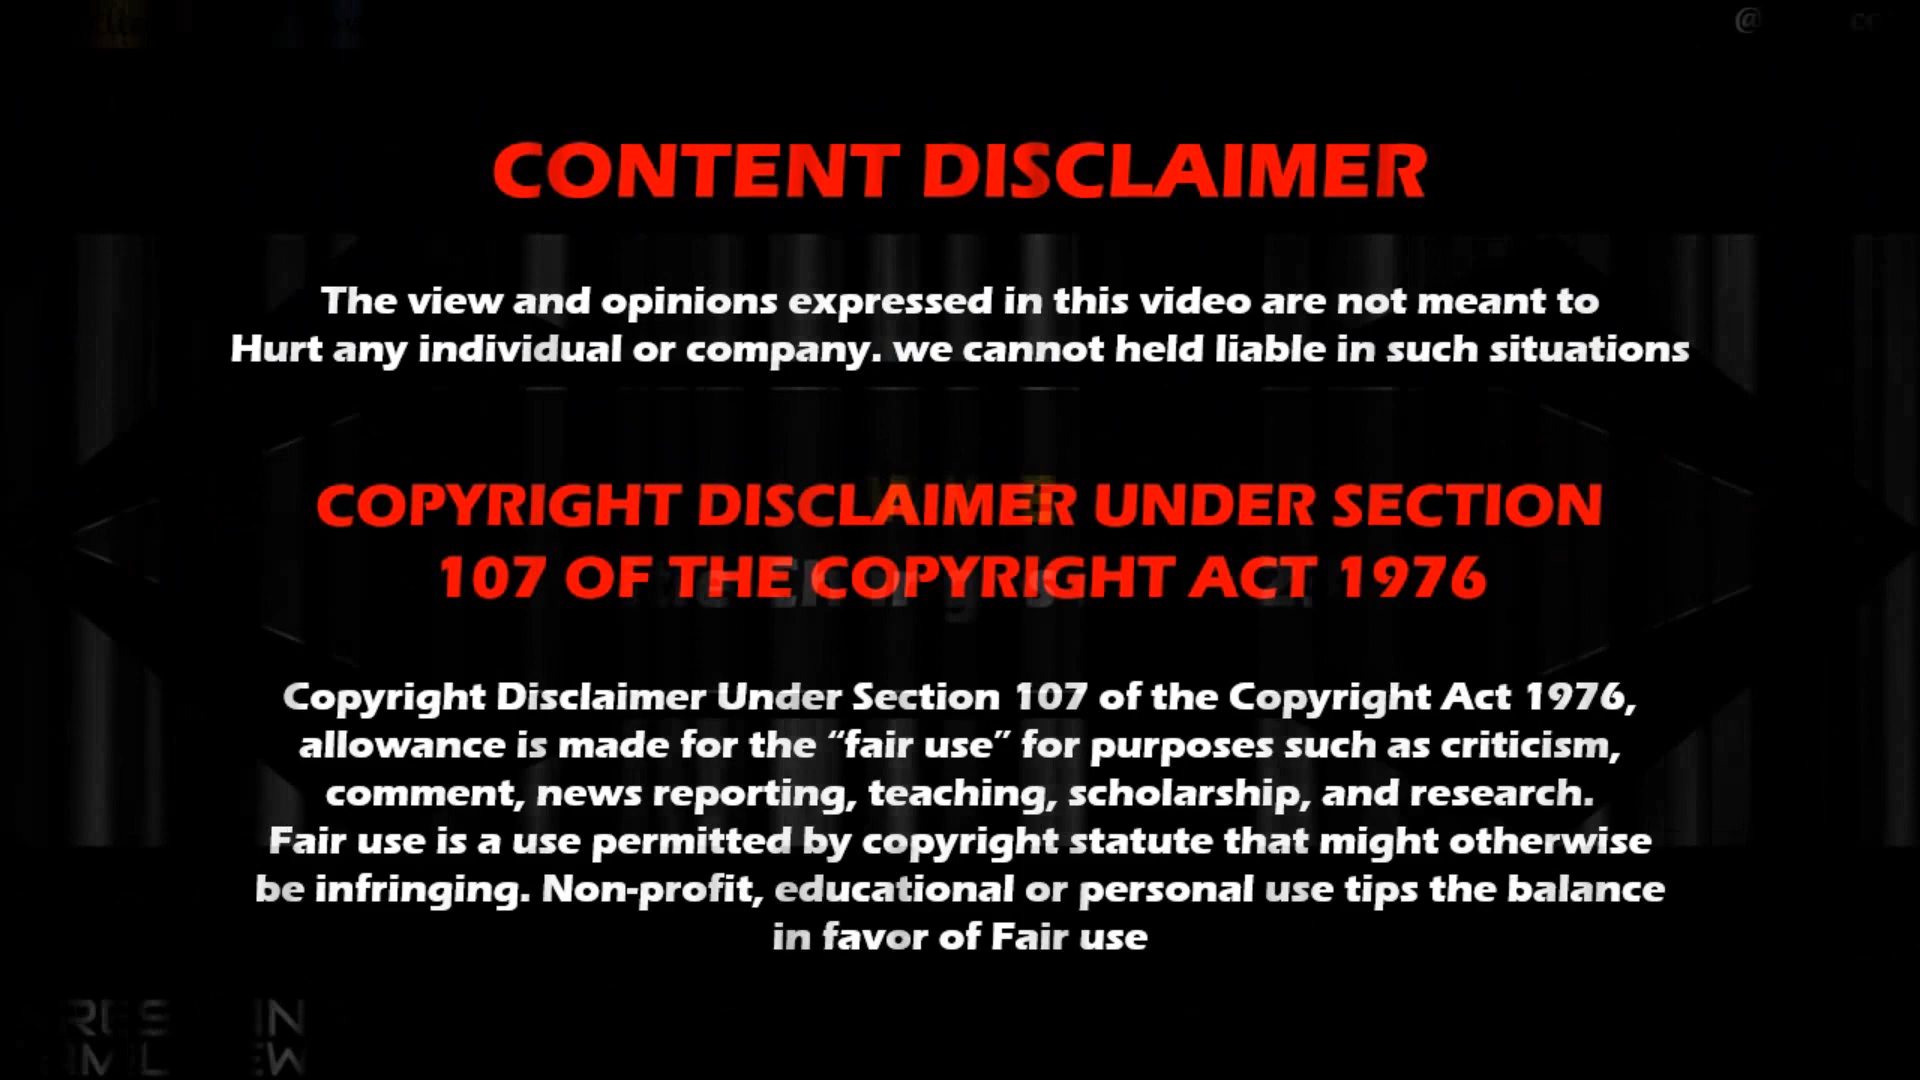 CONTENT DISCLAIMER
The view and opinions expressed in this video are not meant to
Hurt any individual or company. we cannot held liable in such situations
COPYRIGHT DISCLAIMER UNDER SECTION
107 OF THE COPYRIGHT ACT 1976
Copyright Disclaimer Under Section 107 of the Copyright Act 1976,
allowance is made for the “fair use” for purposes such as criticism,
comment, news reporting, teaching, scholarship, and research.
Fair use is a use permitted by copyright statute that might otherwise
be infringing. Non-profit, educational or personal use tips the balance
in favor of Fair use